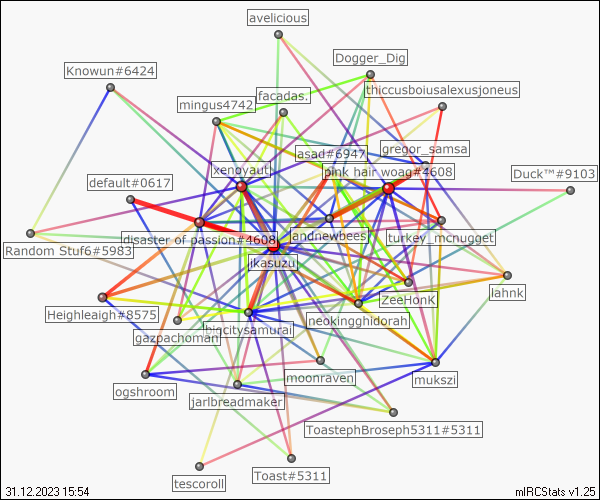 avelicious
Dogger_Dig
Knowun#6424
thiccusboiusalexusjoneus
facadas.
mingus4742
gregor_samsa
asad#6947
xenoyaut
pink hair woag#4608
Duck™#9103
default#0617
disaster of passion#4608
landnewbees
turkey_mcnugget
Random Stuf6#5983
jkasuzu
lahnk
ZeeHonk
Heighleaigh#8575
neokingghidorah
bigcitysamurai
gazpachoman
moonraven
mukszi
ogshroom
jarlbreadmaker
ToastephBroseph5311#5311
Toast#5311
tescoroll
31.12.2023 15:54
mIRCStats v1.25